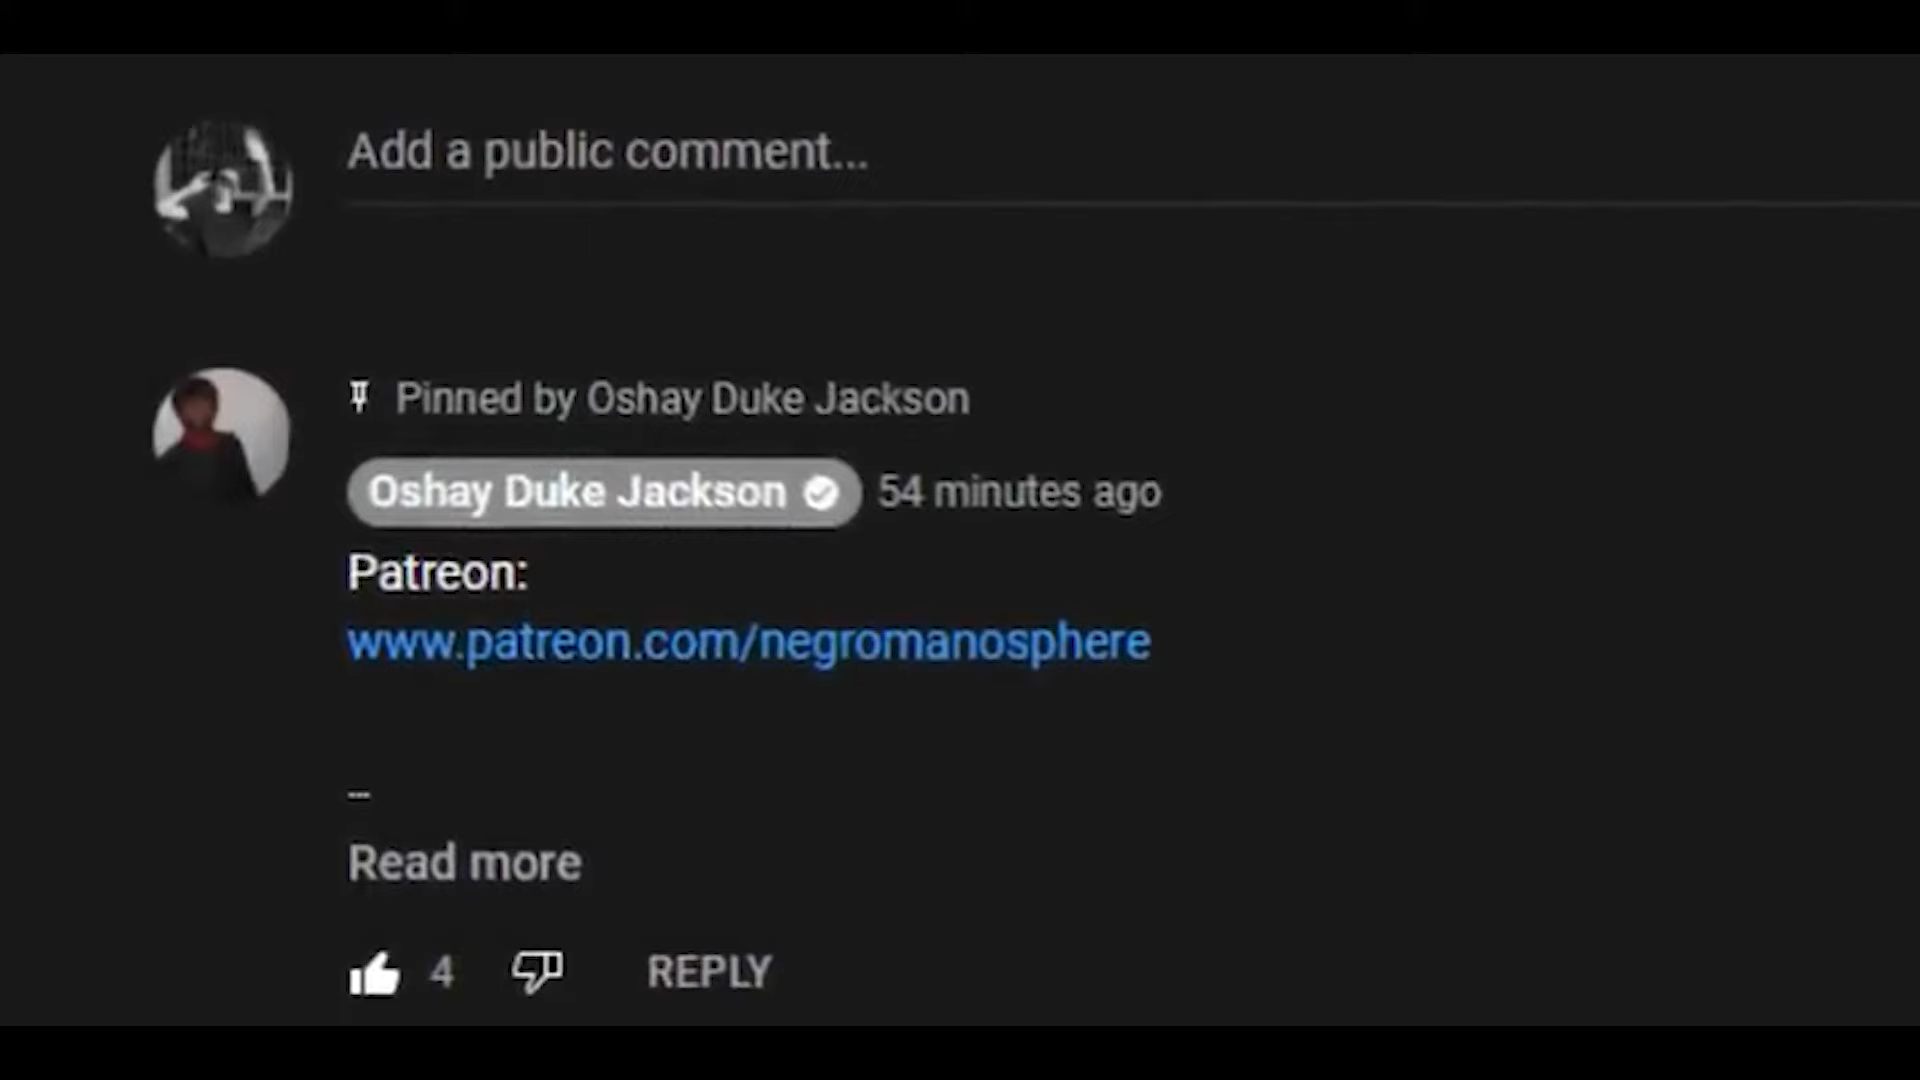 Add a public comment...
Pinned by Oshay Duke Jackson
Oshay Duke Jackson 54 minutes ago
Patreon:
www.patreon.com/negromanosphere
...
Read more
4 REPLY